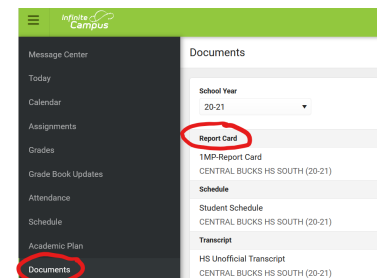 Infinite
Campus
Message Center
Today
Calendar
Assignments
Grades
Grade Book Updates
Attendance
Schedule
Academic Plan
Documents
Documents
School Year
20-21
Report Card
1MP-Report Card
CENTRAL BUCKS HS SOUTH (20-21)
Schedule
Student Schedule
CENTRAL BUCKS HS SOUTH (20-21)
Transcript
HS Unofficial Transcript
CENTRAL BUCKS HS SOUTH (20-21)